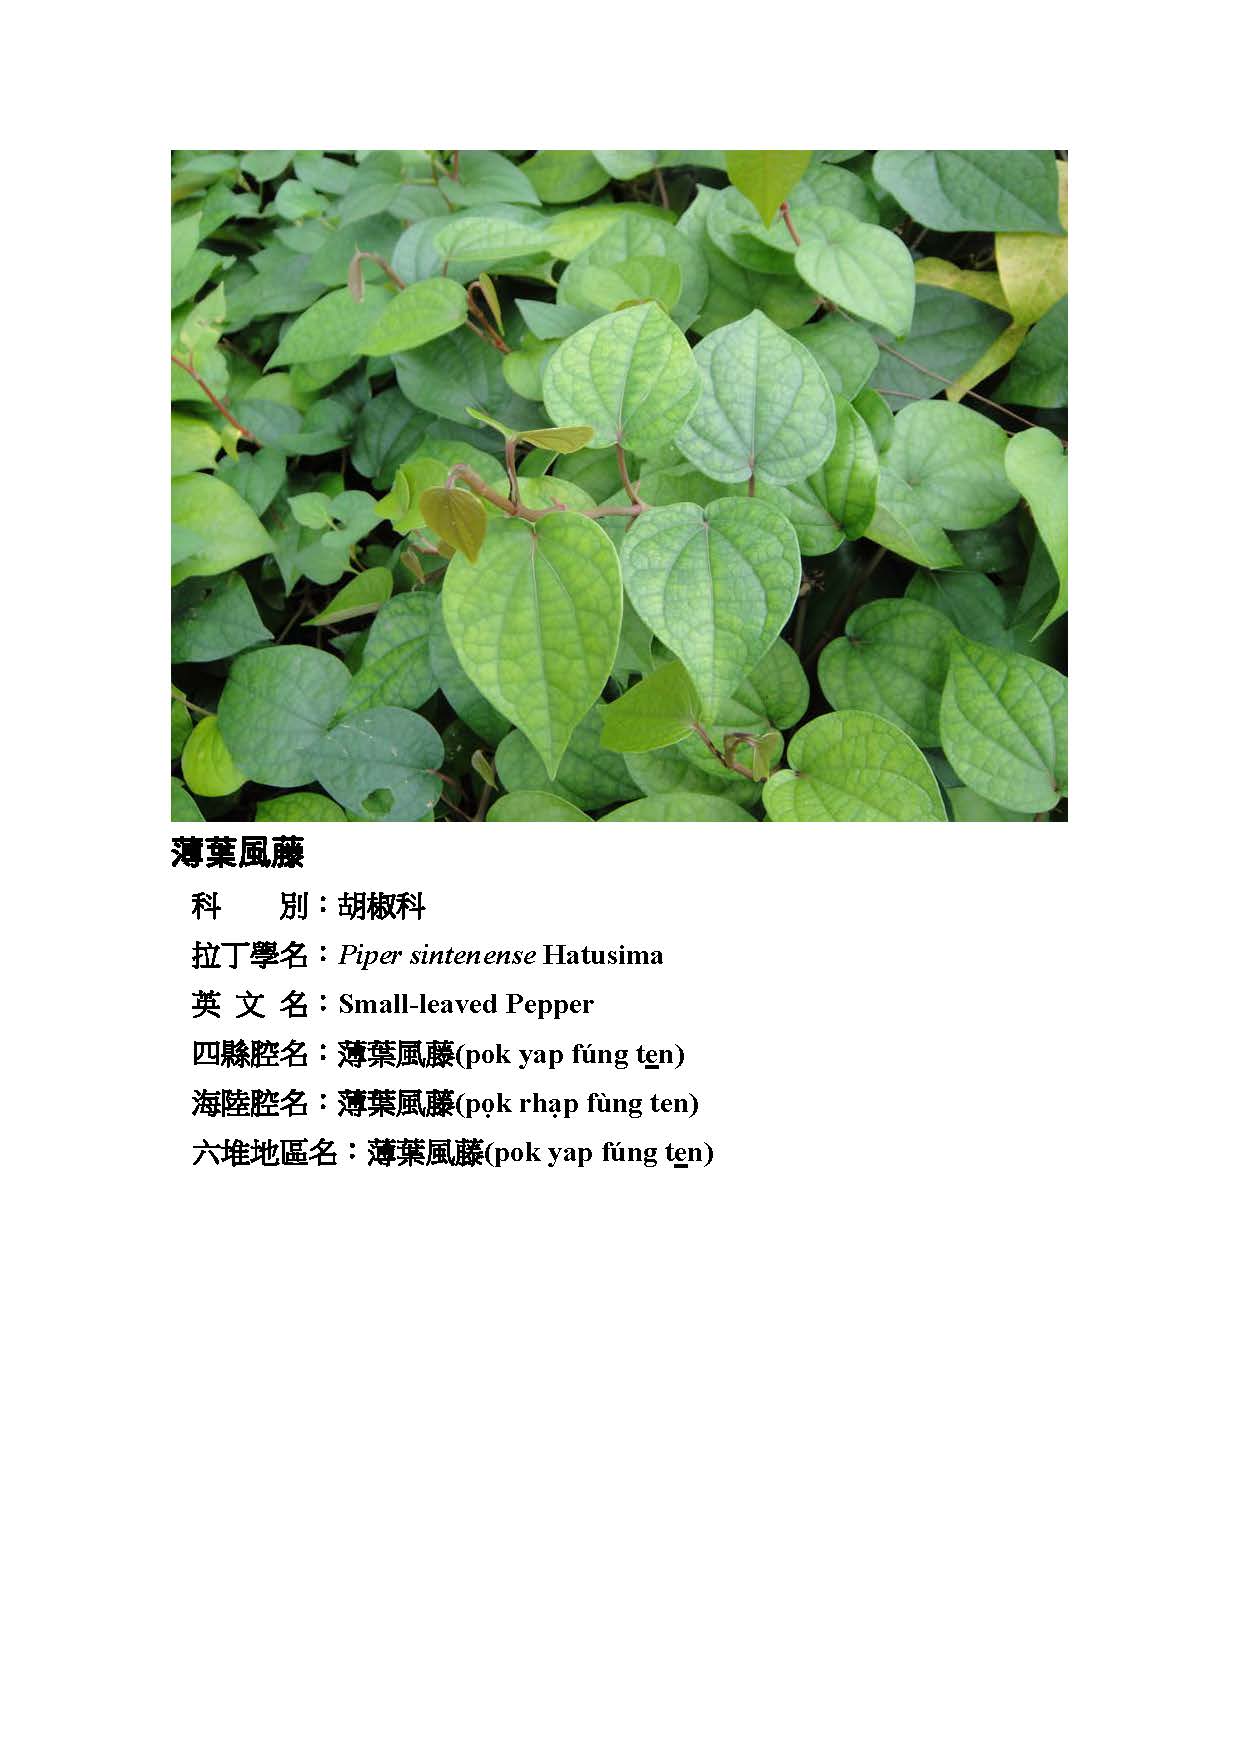 薄葉風藤
科　　別：胡椒科
拉丁學名：Piper sintenense Hatusima
英 文 名：Small-leaved Pepper
四縣腔名：薄葉風藤(pok yap fúng te̲n)
海陸腔名：薄葉風藤(pọk rhạp fùng ten)
六堆地區名：薄葉風藤(pok yap fúng te̲n)